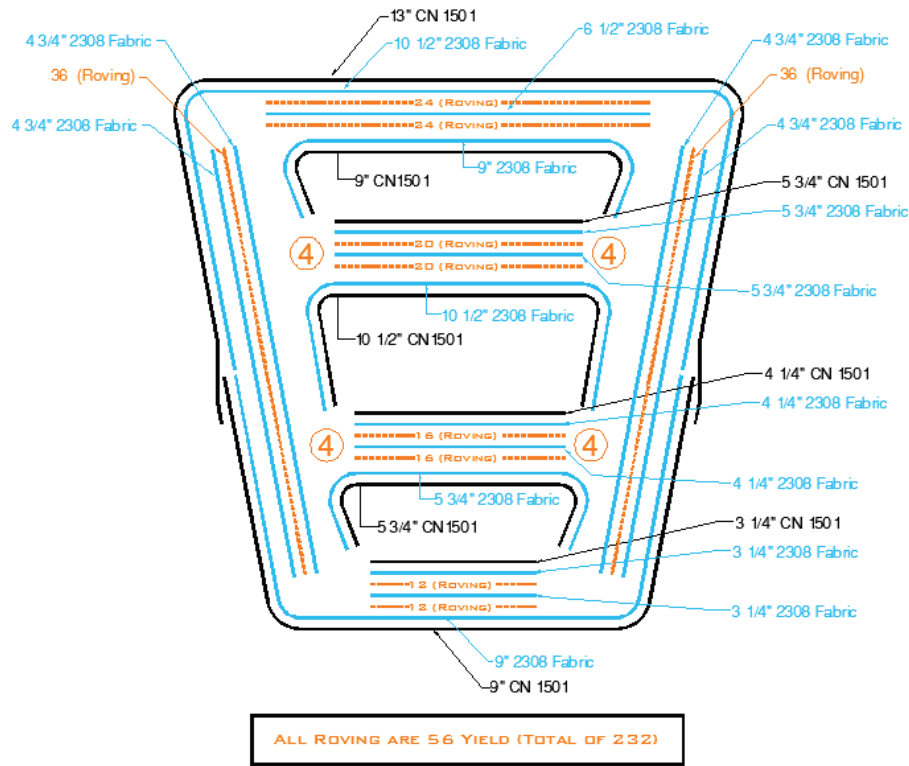 13" CN 1501
4 3/4" 2308 Fabric
10 1/2" 2308 Fabric
6 1/2" 2308 Fabric
4 3/4" 2308 Fabric
36 (Roving)
36 (Roving)
4 3/4" 2308 Fabric
4 3/4" 2308 Fabric
24 (Roving)
24 (Roving)
9" CN1501
9" 2308 Fabric
5 3/4" CN 1501
5 3/4" 2308 Fabric
4
20 (Roving)
4
20 (Roving)
5 3/4" 2308 Fabric
10 1/2" 2308 Fabric
10 1/2" CN1501
4 1/4" CN 1501
4 1/4" 2308 Fabric
4
16 (Roving)
4
16 (Roving)
4 1/4" 2308 Fabric
5 3/4" 2308 Fabric
5 3/4" CN1501
3 1/4" CN 1501
3 1/4" 2308 Fabric
12 (Roving)
12 (Roving)
3 1/4" 2308 Fabric
9" 2308 Fabric
9" CN 1501
All Roving are 56 Yield (Total of 232)